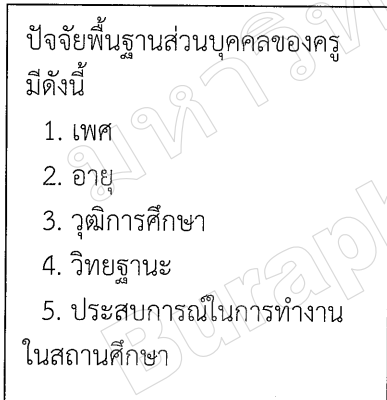 ปัจจัยพื้นฐานส่วนบุคคลของครู
มีดังนี้
1. เพศ
2. อายุ
3. วุฒิการศึกษา
4. วิทยฐานะ
5. ประสบการณ์ในการทำงาน
ในสถานศึกษา